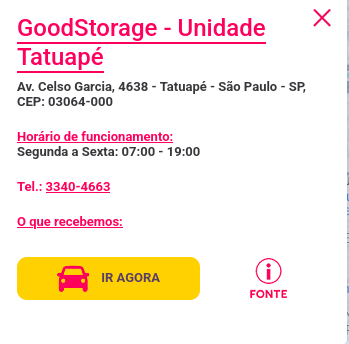 GoodStorage - Unidade
Tatuapé
Av. Celso Garcia, 4638 - Tatuapé - São Paulo - SP,
CEP: 03064-000
Horário de funcionamento:
Segunda a Sexta: 07:00 - 19:00
Tel.: 3340-4663
O que recebemos:
IR AGORA
FONTE